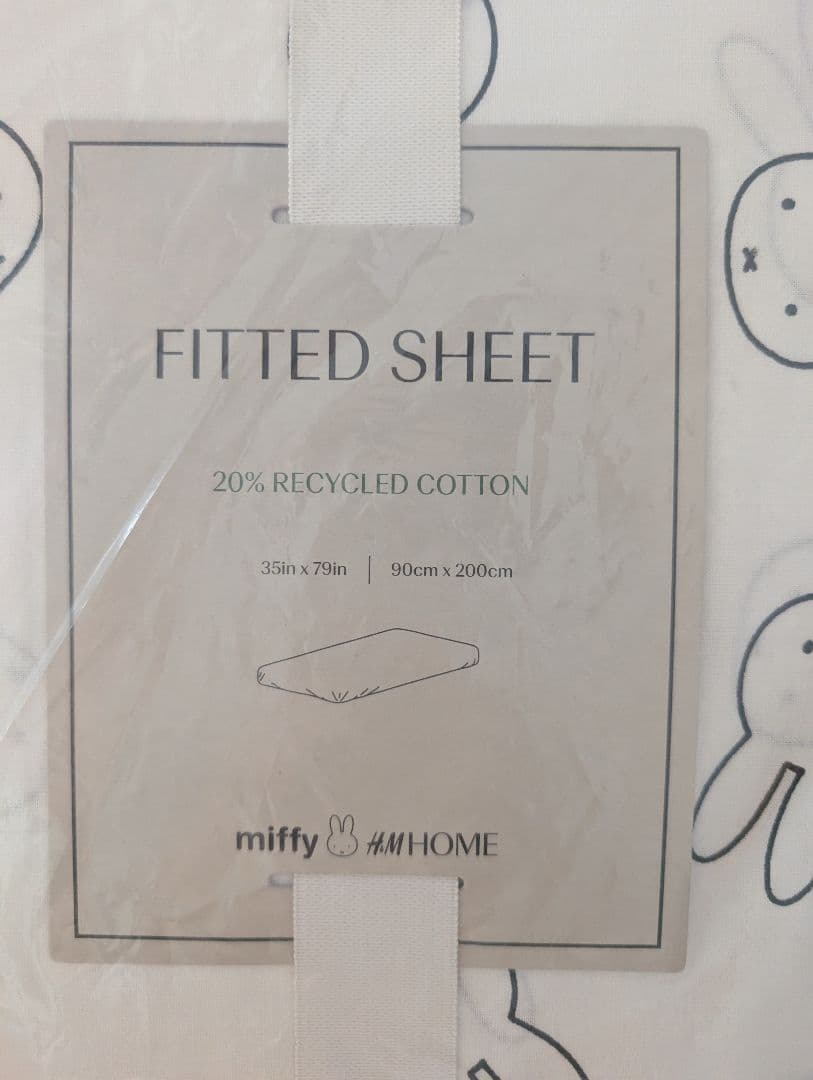 FITTED SHEET
20% RECYCLED COTTON
35in x 79in | 90cm x 200cm
miffy H&M HOME